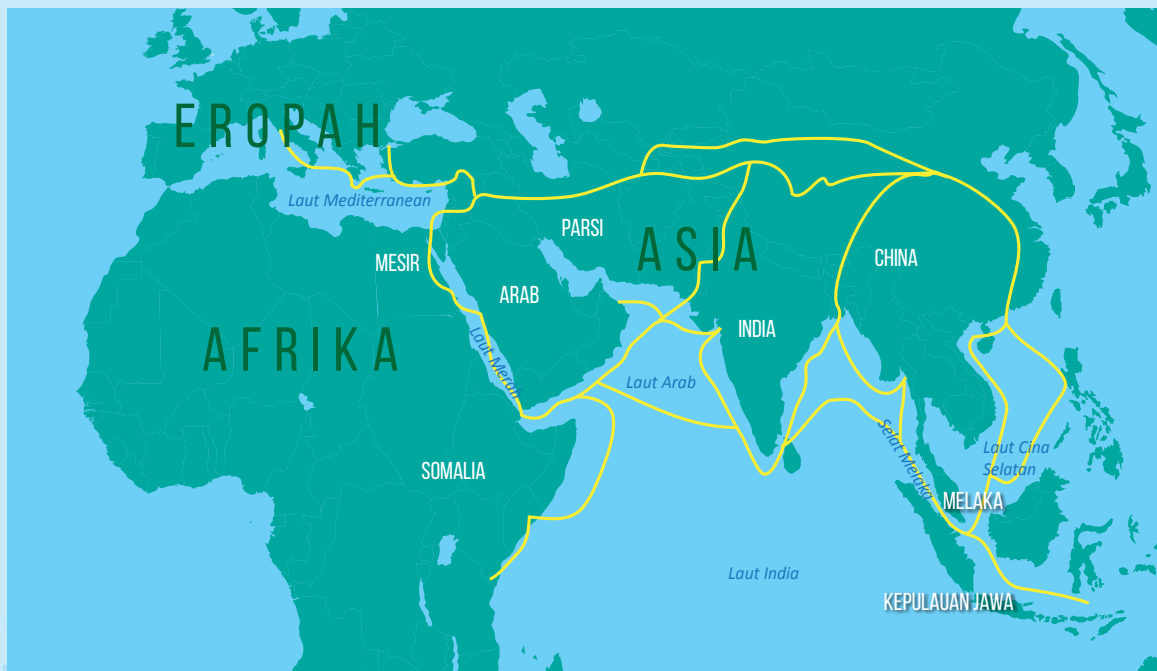 EROPAH
Laut Mediterranean
PARSI
ASIA
MESIR
CHINA
ARAB
INDIA
AFRIKA
Laut Merah
Laut Arab
Selat Melaka
Laut Cina
Selatan
SOMALIA
MELAKA
Laut India
KEPULAUAN JAWA